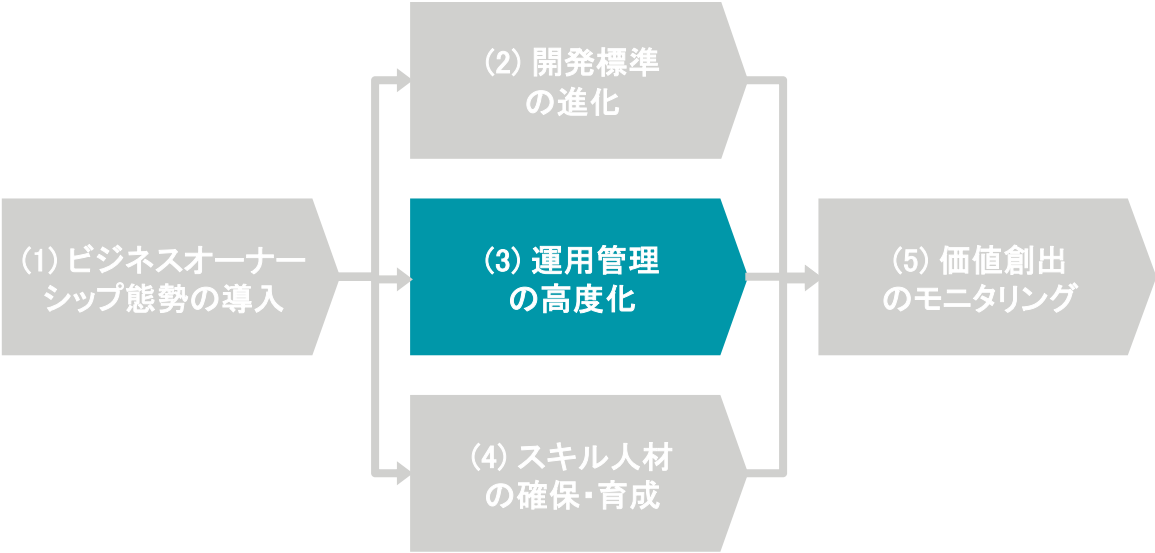 (1) ビジネスオーナー
シップ態勢の導入
(2) 開発標準
の進化
(3) 運用管理
の高度化
(4) スキル人材
の確保・育成
(5) 価値創出
のモニタリング